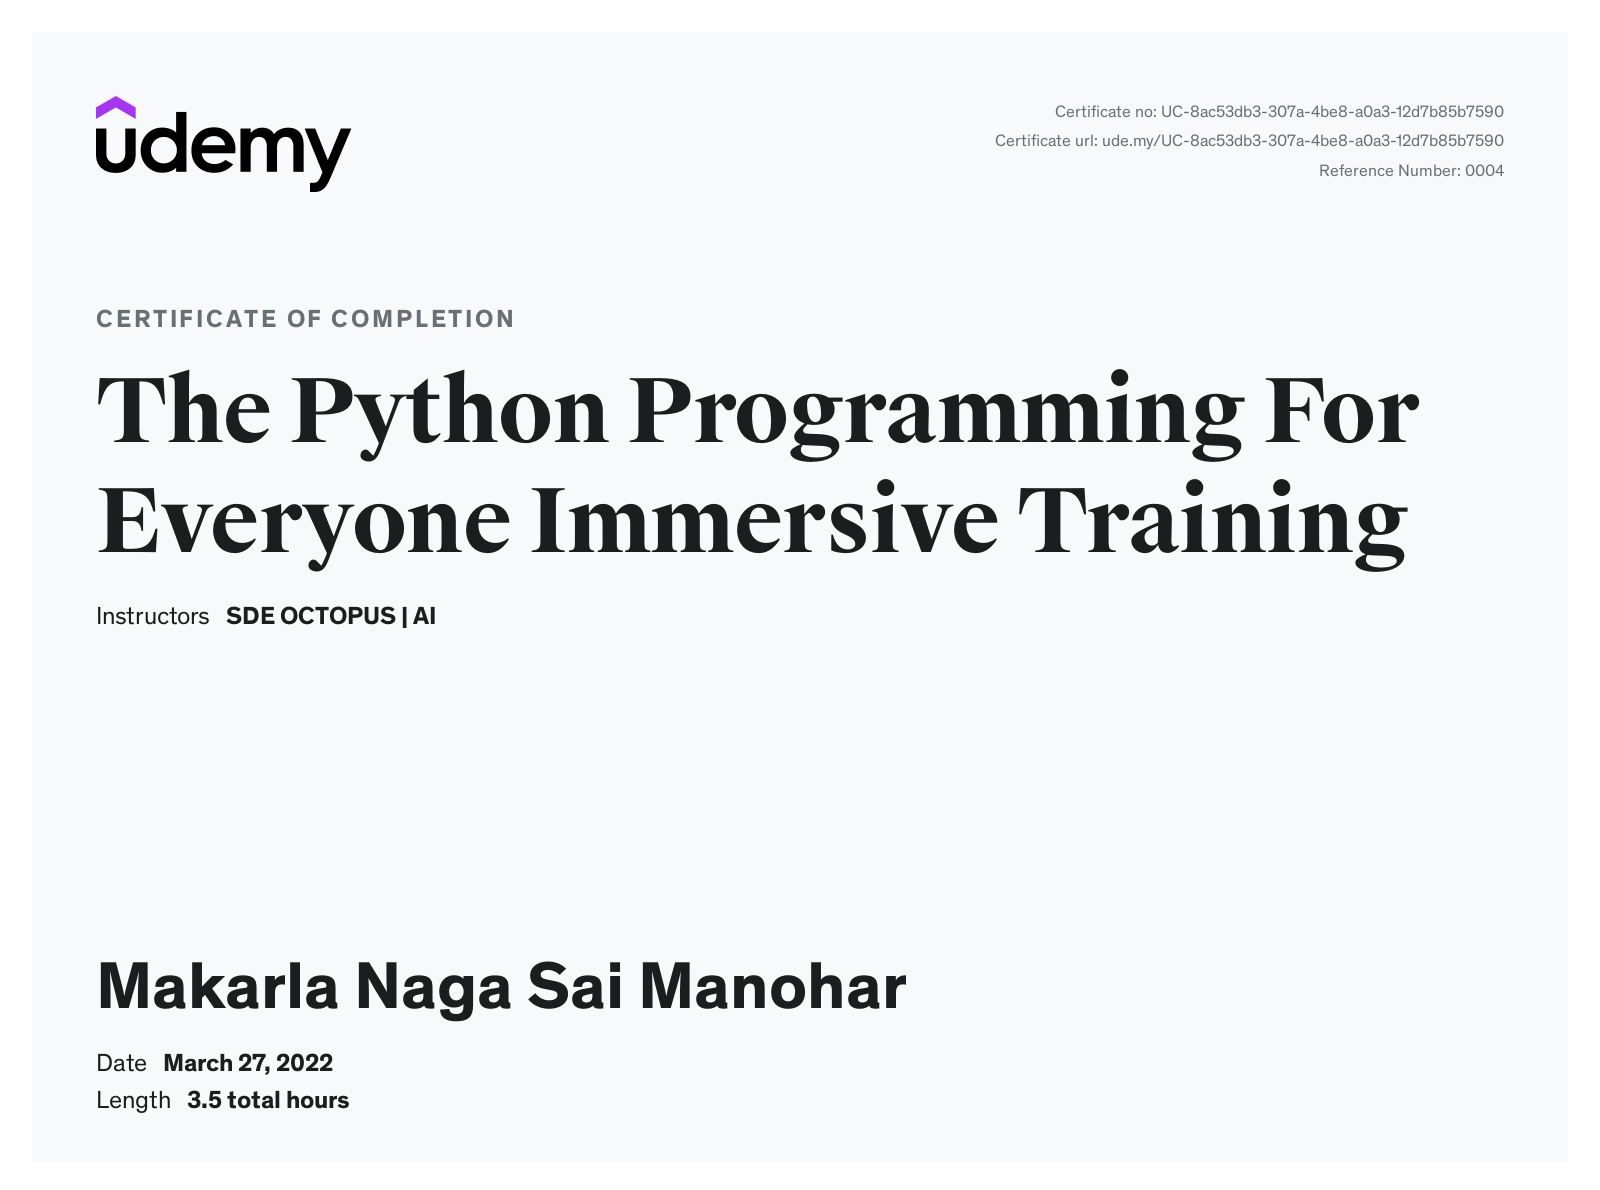 udemy
Certificate no: UC-8ac53db3-307a-4be8-a0a3-12d7b85b7590
Certificate url: ude.my/UC-8ac53db3-307a-4be8-a0a3-12d7b85b7590
Reference Number: 0004
CERTIFICATE OF COMPLETION
The Python Programming For
Everyone Immersive Training
Instructors SDE OCTOPUS | AI
Makarla Naga Sai Manohar
Date March 27, 2022
Length 3.5 total hours